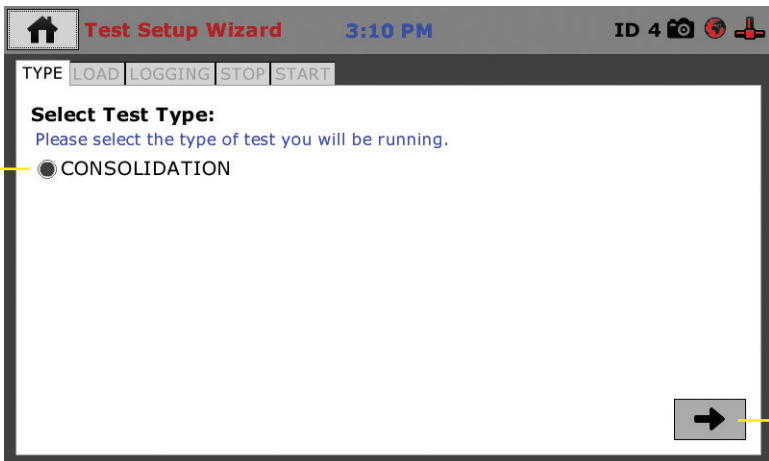 Test Setup Wizard 3:10 PM ID 4
TYPE LOAD LOGGING STOP START
Select Test Type:
Please select the type of test you will be running.
CONSOLIDATION